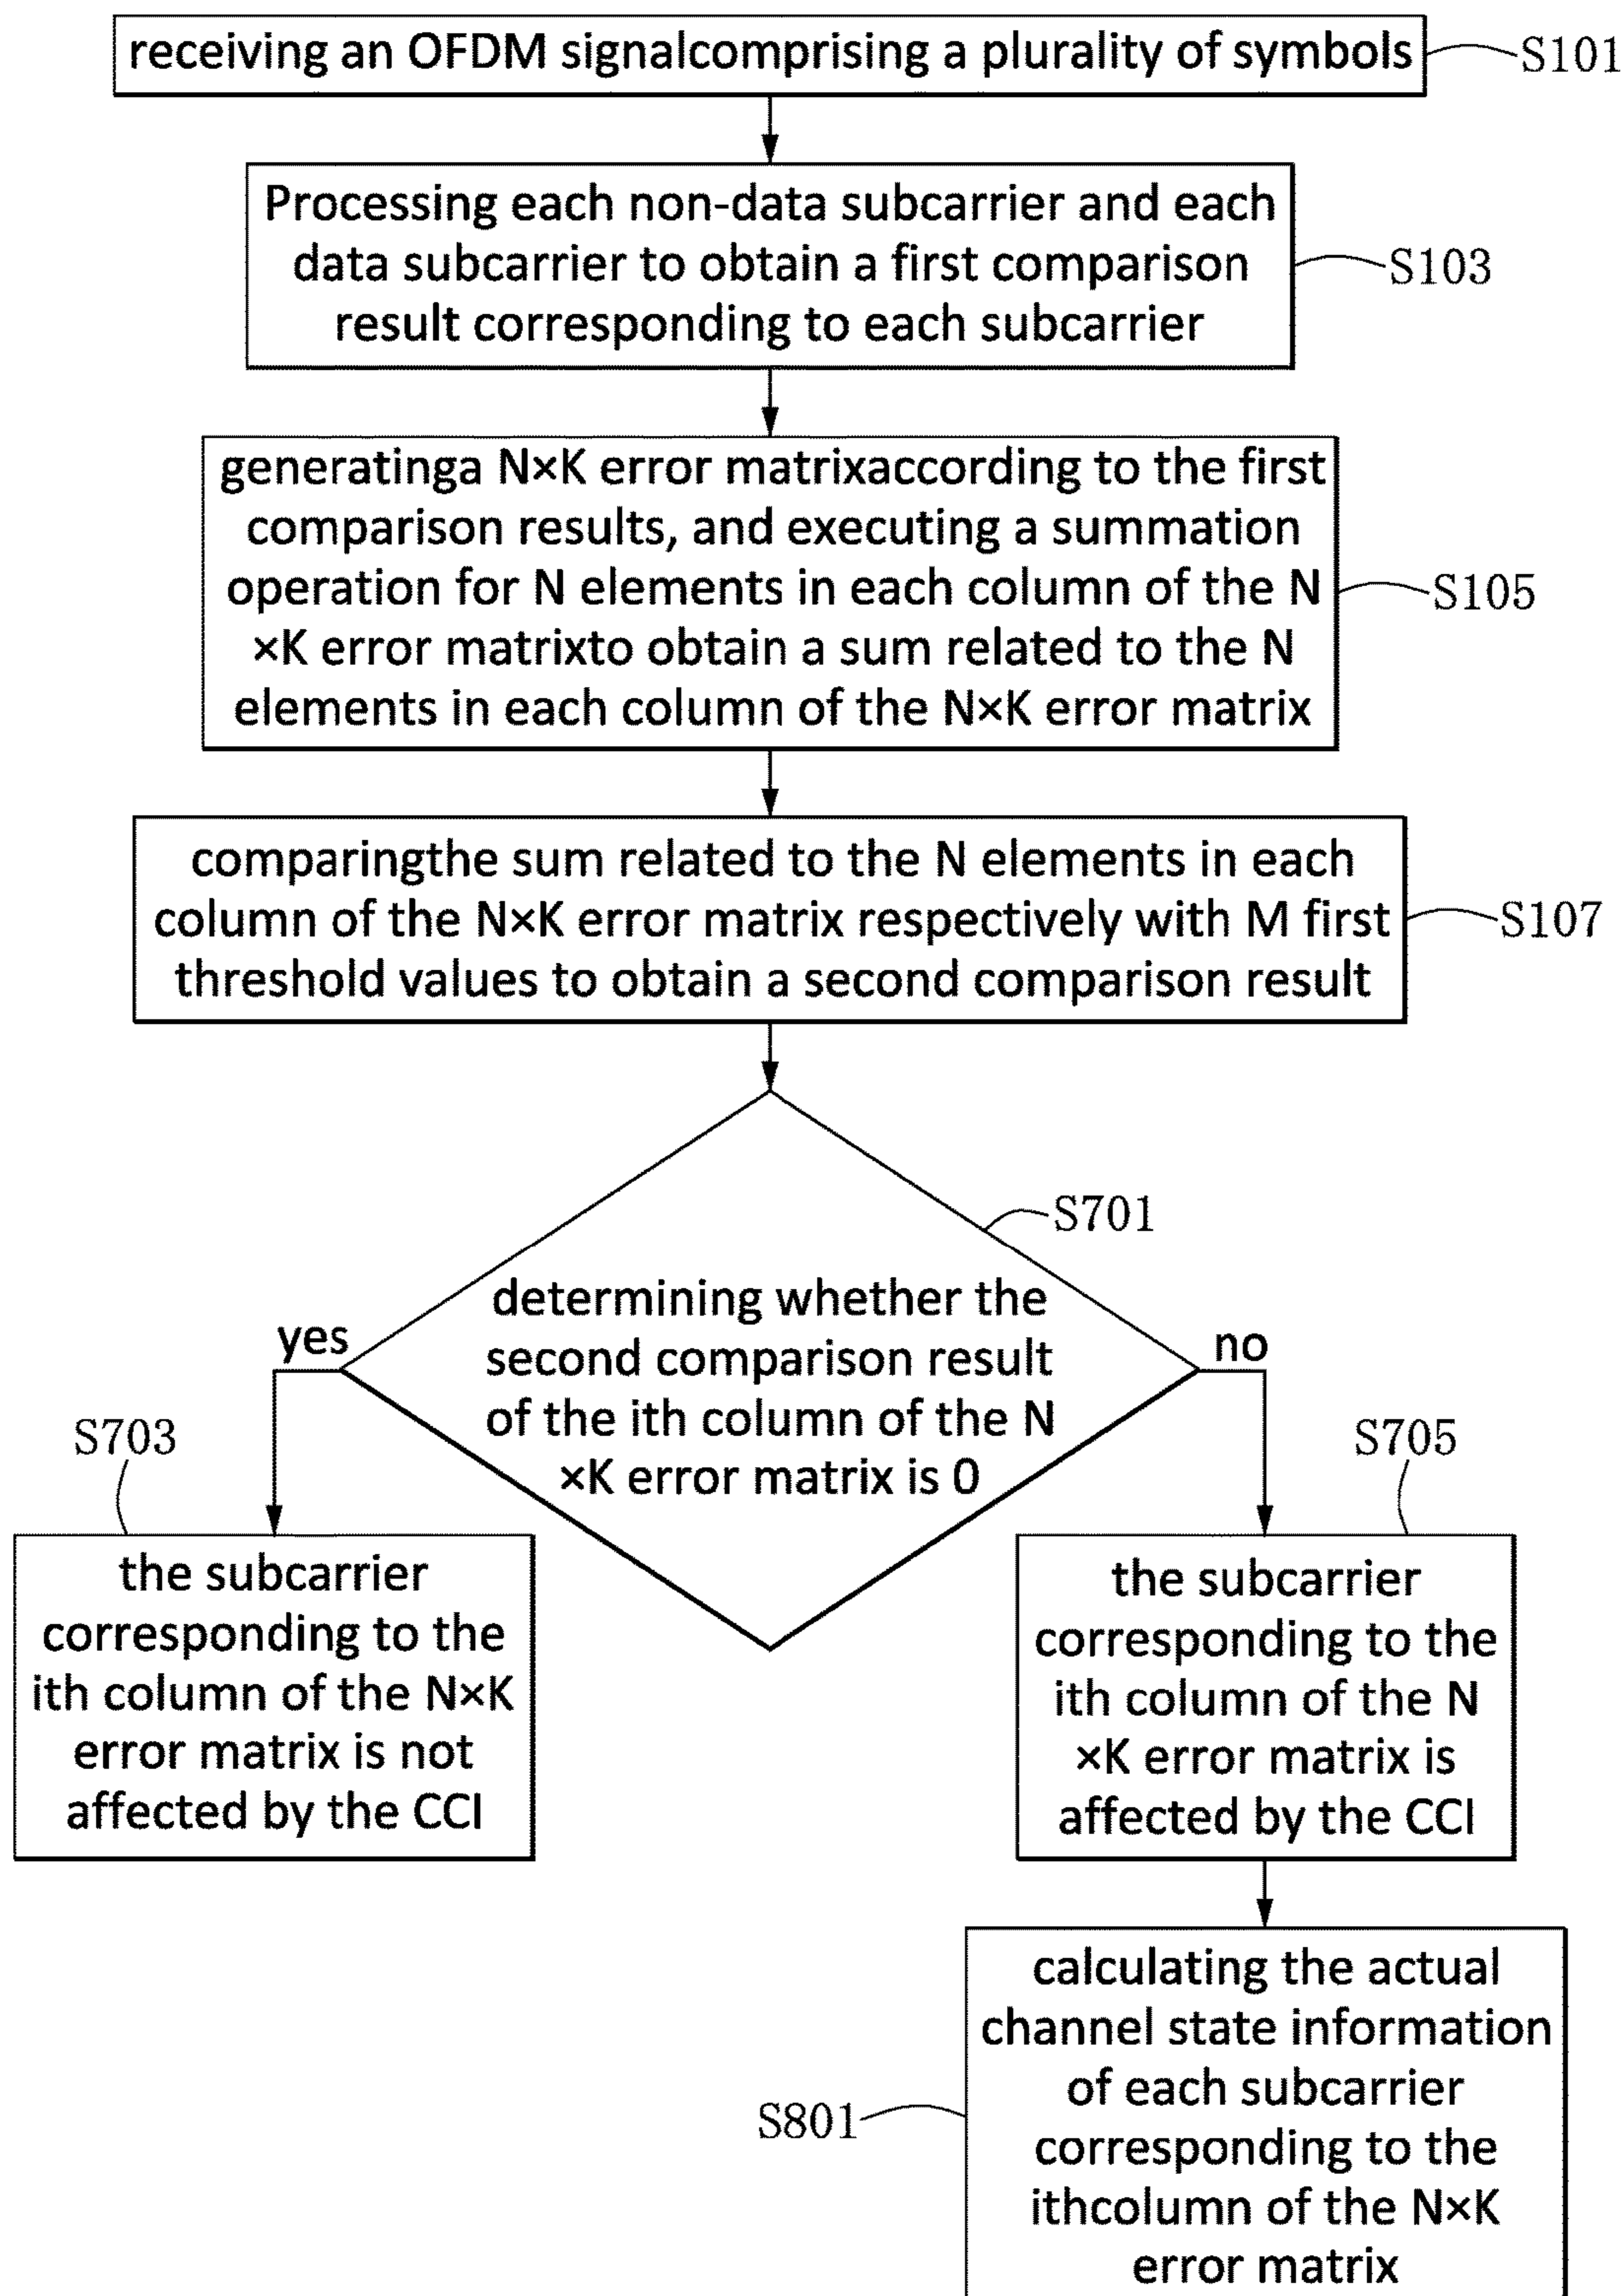 receiving an OFDM signalcomprising a plurality of symbols
S101
Processing each non-data subcarrier and each
data subcarrier to obtain a first comparison
result corresponding to each subcarrier
S103
generatinga N×K error matrixaccording to the first
comparison results, and executing a summation
operation for N elements in each column of the N
×K error matrixto obtain a sum related to the N
elements in each column of the N×K error matrix
S105
comparingthe sum related to the N elements in each
column of the N×K error matrix respectively with M first
threshold values to obtain a second comparison result
S107
S701
determining whether the
second comparison result
of the ith column of the N
×K error matrix is 0
yes
no
S703
the subcarrier
corresponding to the
ith column of the N×K
error matrix is not
affected by the CCI
S705
the subcarrier
corresponding to the
ith column of the N
×K error matrix is
affected by the CCI
S801
calculating the actual
channel state information
of each subcarrier
corresponding to the
ithcolumn of the N×K
error matrix